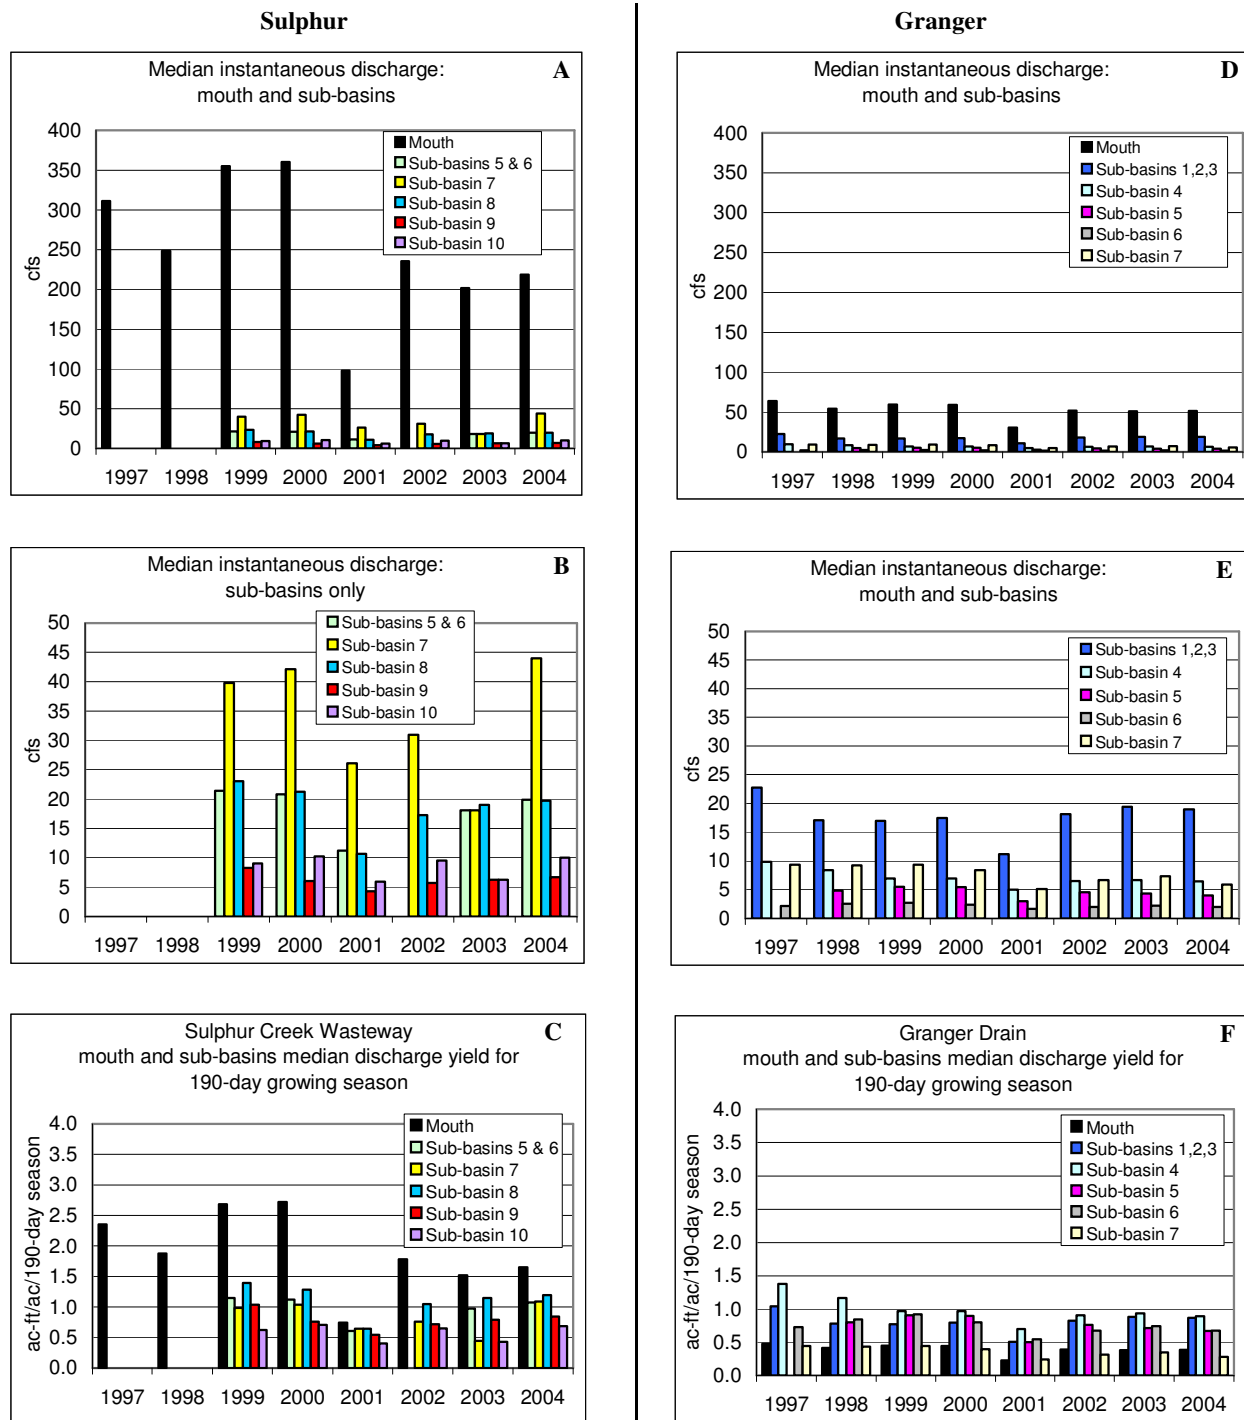 Sulphur
Granger
Median instantaneous discharge:
A
mouth and sub-basins
400
350
300
250
200
150
100
50
0
cfs
Mouth
Sub-basins 5 & 6
Sub-basin 7
Sub-basin 8
Sub-basin 9
Sub-basin 10
1997 1998 1999 2000 2001 2002 2003 2004
Median instantaneous discharge:
D
mouth and sub-basins
400
350
300
250
200
150
100
50
0
cfs
Mouth
Sub-basins 1,2,3
Sub-basin 4
Sub-basin 5
Sub-basin 6
Sub-basin 7
1997 1998 1999 2000 2001 2002 2003 2004
Median instantaneous discharge:
B
sub-basins only
50
45
40
35
30
25
20
15
10
5
0
cfs
Sub-basins 5 & 6
Sub-basin 7
Sub-basin 8
Sub-basin 9
Sub-basin 10
1997 1998 1999 2000 2001 2002 2003 2004
Median instantaneous discharge:
E
mouth and sub-basins
50
45
40
35
30
25
20
15
10
5
0
cfs
Sub-basins 1,2,3
Sub-basin 4
Sub-basin 5
Sub-basin 6
Sub-basin 7
1997 1998 1999 2000 2001 2002 2003 2004
Sulphur Creek Wasteway
C
mouth and sub-basins median discharge yield for
190-day growing season
4.0
3.5
3.0
2.5
2.0
1.5
1.0
0.5
0.0
ac-ft/ac/190-day season
Mouth
Sub-basins 5 & 6
Sub-basin 7
Sub-basin 8
Sub-basin 9
Sub-basin 10
1997 1998 1999 2000 2001 2002 2003 2004
Granger Drain
F
mouth and sub-basins median discharge yield for
190-day growing season
4.0
3.5
3.0
2.5
2.0
1.5
1.0
0.5
0.0
ac-ft/ac/190-day season
Mouth
Sub-basins 1,2,3
Sub-basin 4
Sub-basin 5
Sub-basin 6
Sub-basin 7
1997 1998 1999 2000 2001 2002 2003 2004